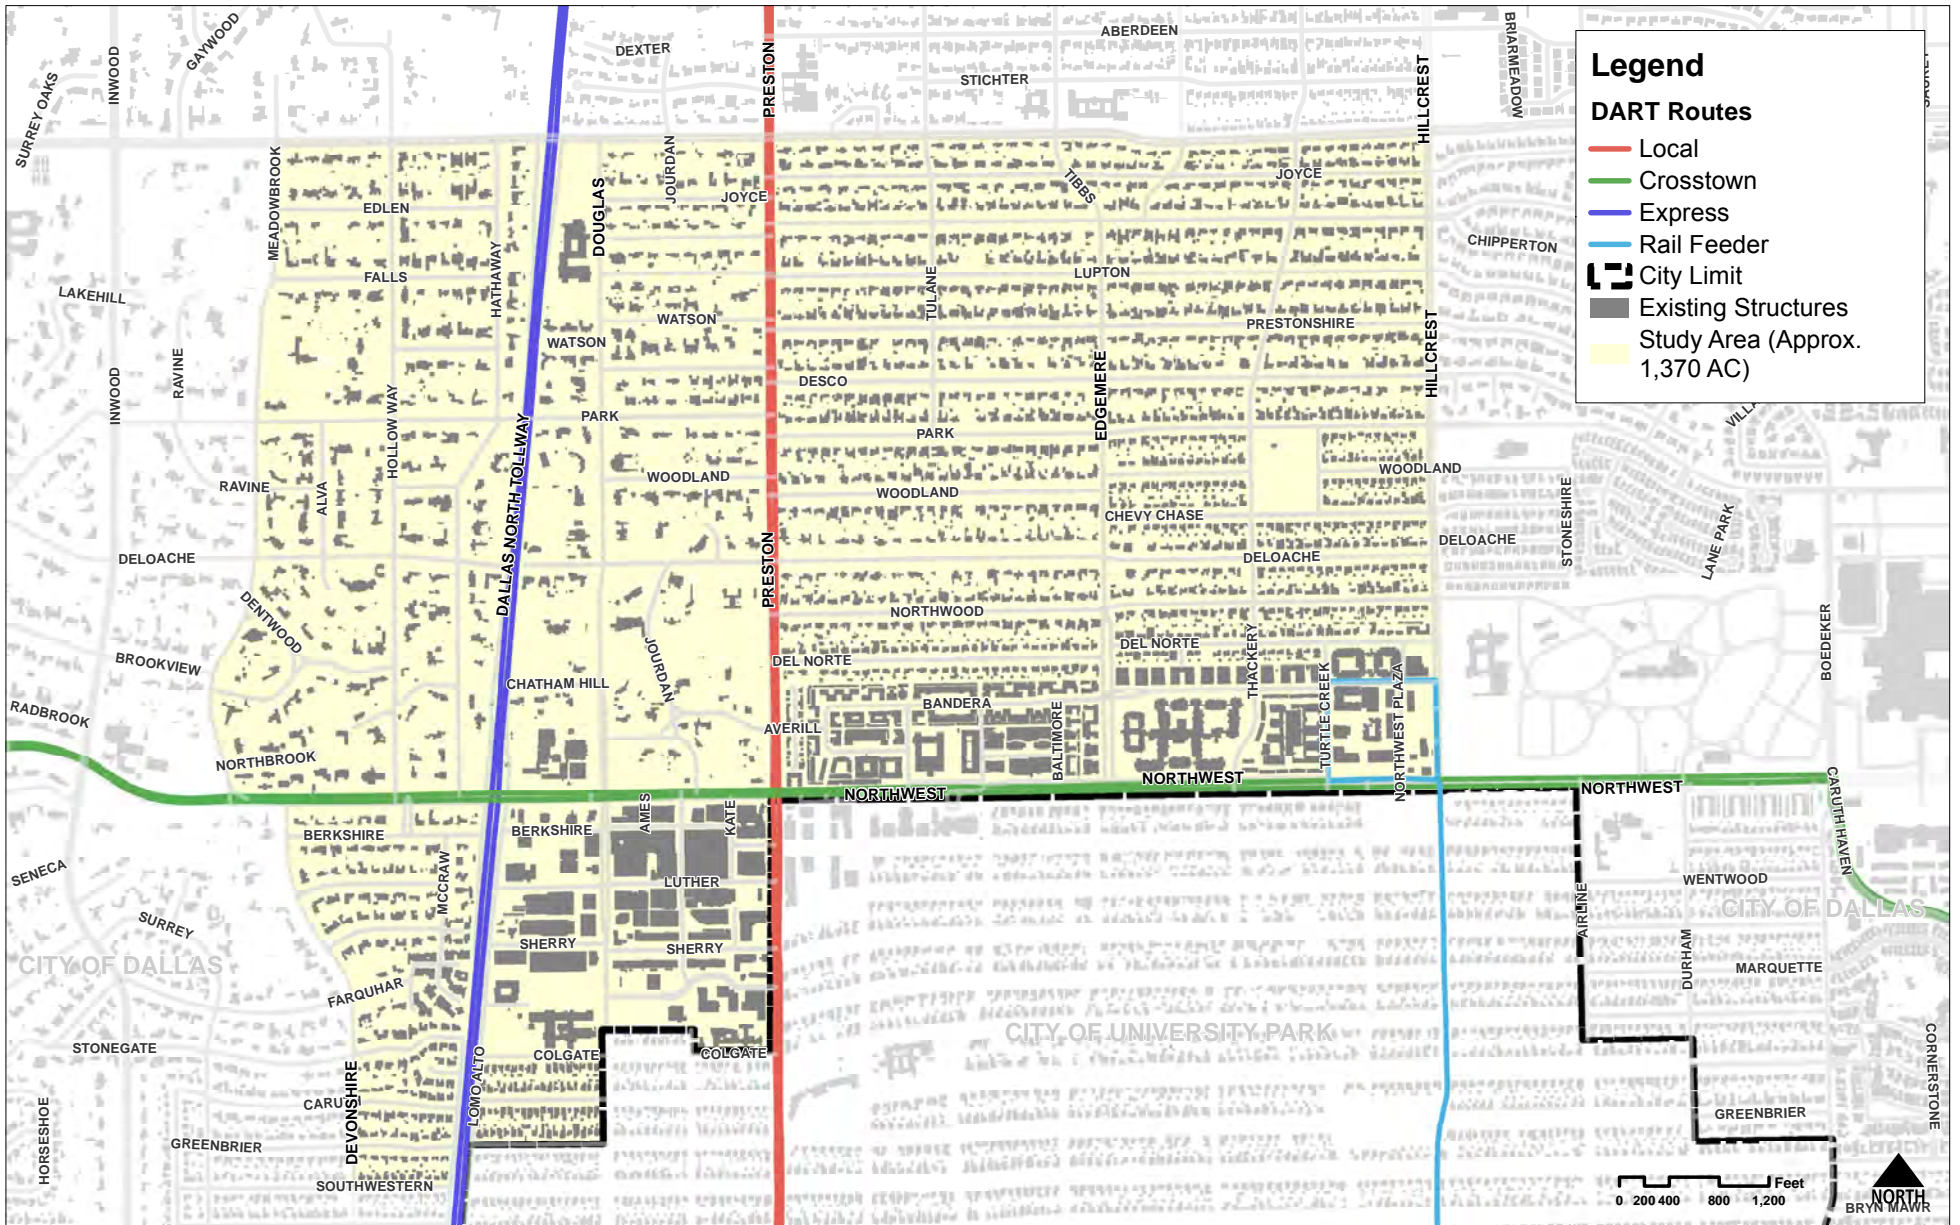 DEXTER
ABERDEEN
GAYWOOD
INWOOD
SURREY OAKS
PRESTON
STICHTER
HILLCREST
BRIARMEADOW
Legend
DART Routes
Local
Crosstown
Express
Rail Feeder
City Limit
Existing Structures
Study Area (Approx.
1,370 AC)
MEADOWBROOK
JOURDAN
JOYCE
TIBBS
JOYCE
EDLEN
DOUGLAS
HATHAWAY
CHIPPERTON
FALLS
TULANE
LUPTON
LAKEHILL
WATSON
WATSON
PRESTONSHIRE
HILLCREST
RAVINE
INWOOD
DESCO
EDGEMERE
HOLLOW WAY
PARK
PARK
DALLAS NORTH TOLLWAY
RAVINE
ALVA
WOODLAND
WOODLAND
WOODLAND
CHEVY CHASE
STONESHIRE
LANE PARK
DELOACHE
DELOACHE
DELOACHE
PRESTON
NORTHWOOD
DENTWOOD
BROOKVIEW
JOURDAN
DEL NORTE
DEL NORTE
THACKERY
BOEDEKER
CHATHAM HILL
TURTLE CREEK
NORTHWEST PLAZA
RADBROOK
BANDERA
BALTIMORE
AVERILL
NORTHBROOK
NORTHWEST
NORTHWEST
NORTHWEST
CARUTH HAVEN
BERKSHIRE
BERKSHIRE
AMES
KATE
SENECA
MCCRAW
LUTHER
WENTWOOD
CITY OF DALLAS
AIRLINE
SURREY
SHERRY
SHERRY
CITY OF DALLAS
DURHAM
MARQUETTE
FARQUHAR
CITY OF UNIVERSITY PARK
STONEGATE
COLGATE
COLGATE
CORNERSTONE
LOMO ALTO
DEVONSHIRE
HORSESHOE
GREENBRIER
GREENBRIER
SOUTHWESTERN
Feet
0 200 400 800 1,200
NORTH
BRYN MAWR